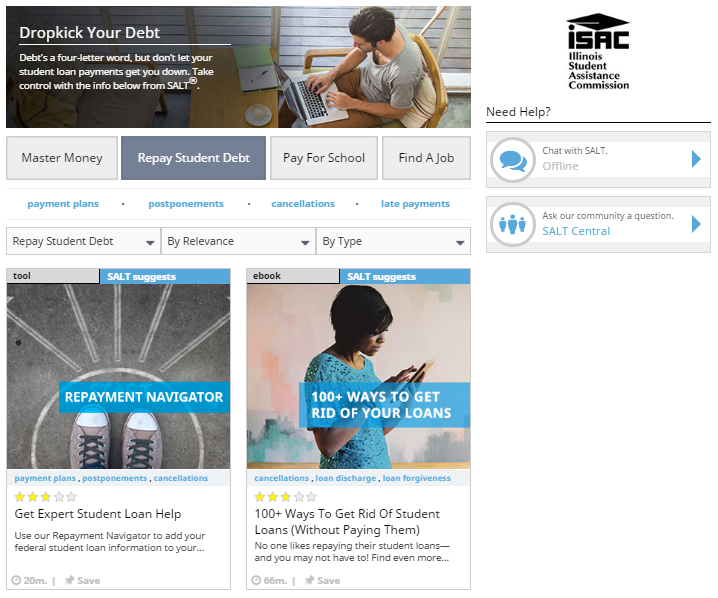 Dropkick Your Debt
Debt's a four-letter word, but don't let your
student loan payments get you down. Take
control with the info below from SALT®.
ISAC
Illinois
Student
Assistance
Commission
Need Help?
Chat with SALT.
Offline
Ask our community a question.
SALT Central
Master Money
Repay Student Debt
Pay For School
Find A Job
payment plans · postponements · cancellations · late payments
Repay Student Debt
By Relevance
By Type
tool
SALT suggests
REPAYMENT NAVIGATOR
payment plans , postponements , cancellations
Get Expert Student Loan Help
Use our Repayment Navigator to add your
federal student loan information to your...
20m. | Save
ebook
SALT suggests
100+ WAYS TO GET
RID OF YOUR LOANS
cancellations , loan discharge , loan forgiveness
100+ Ways To Get Rid Of Student
Loans (Without Paying Them)
No one likes repaying their student loans—
and you may not have to! Find even more...
66m. | Save